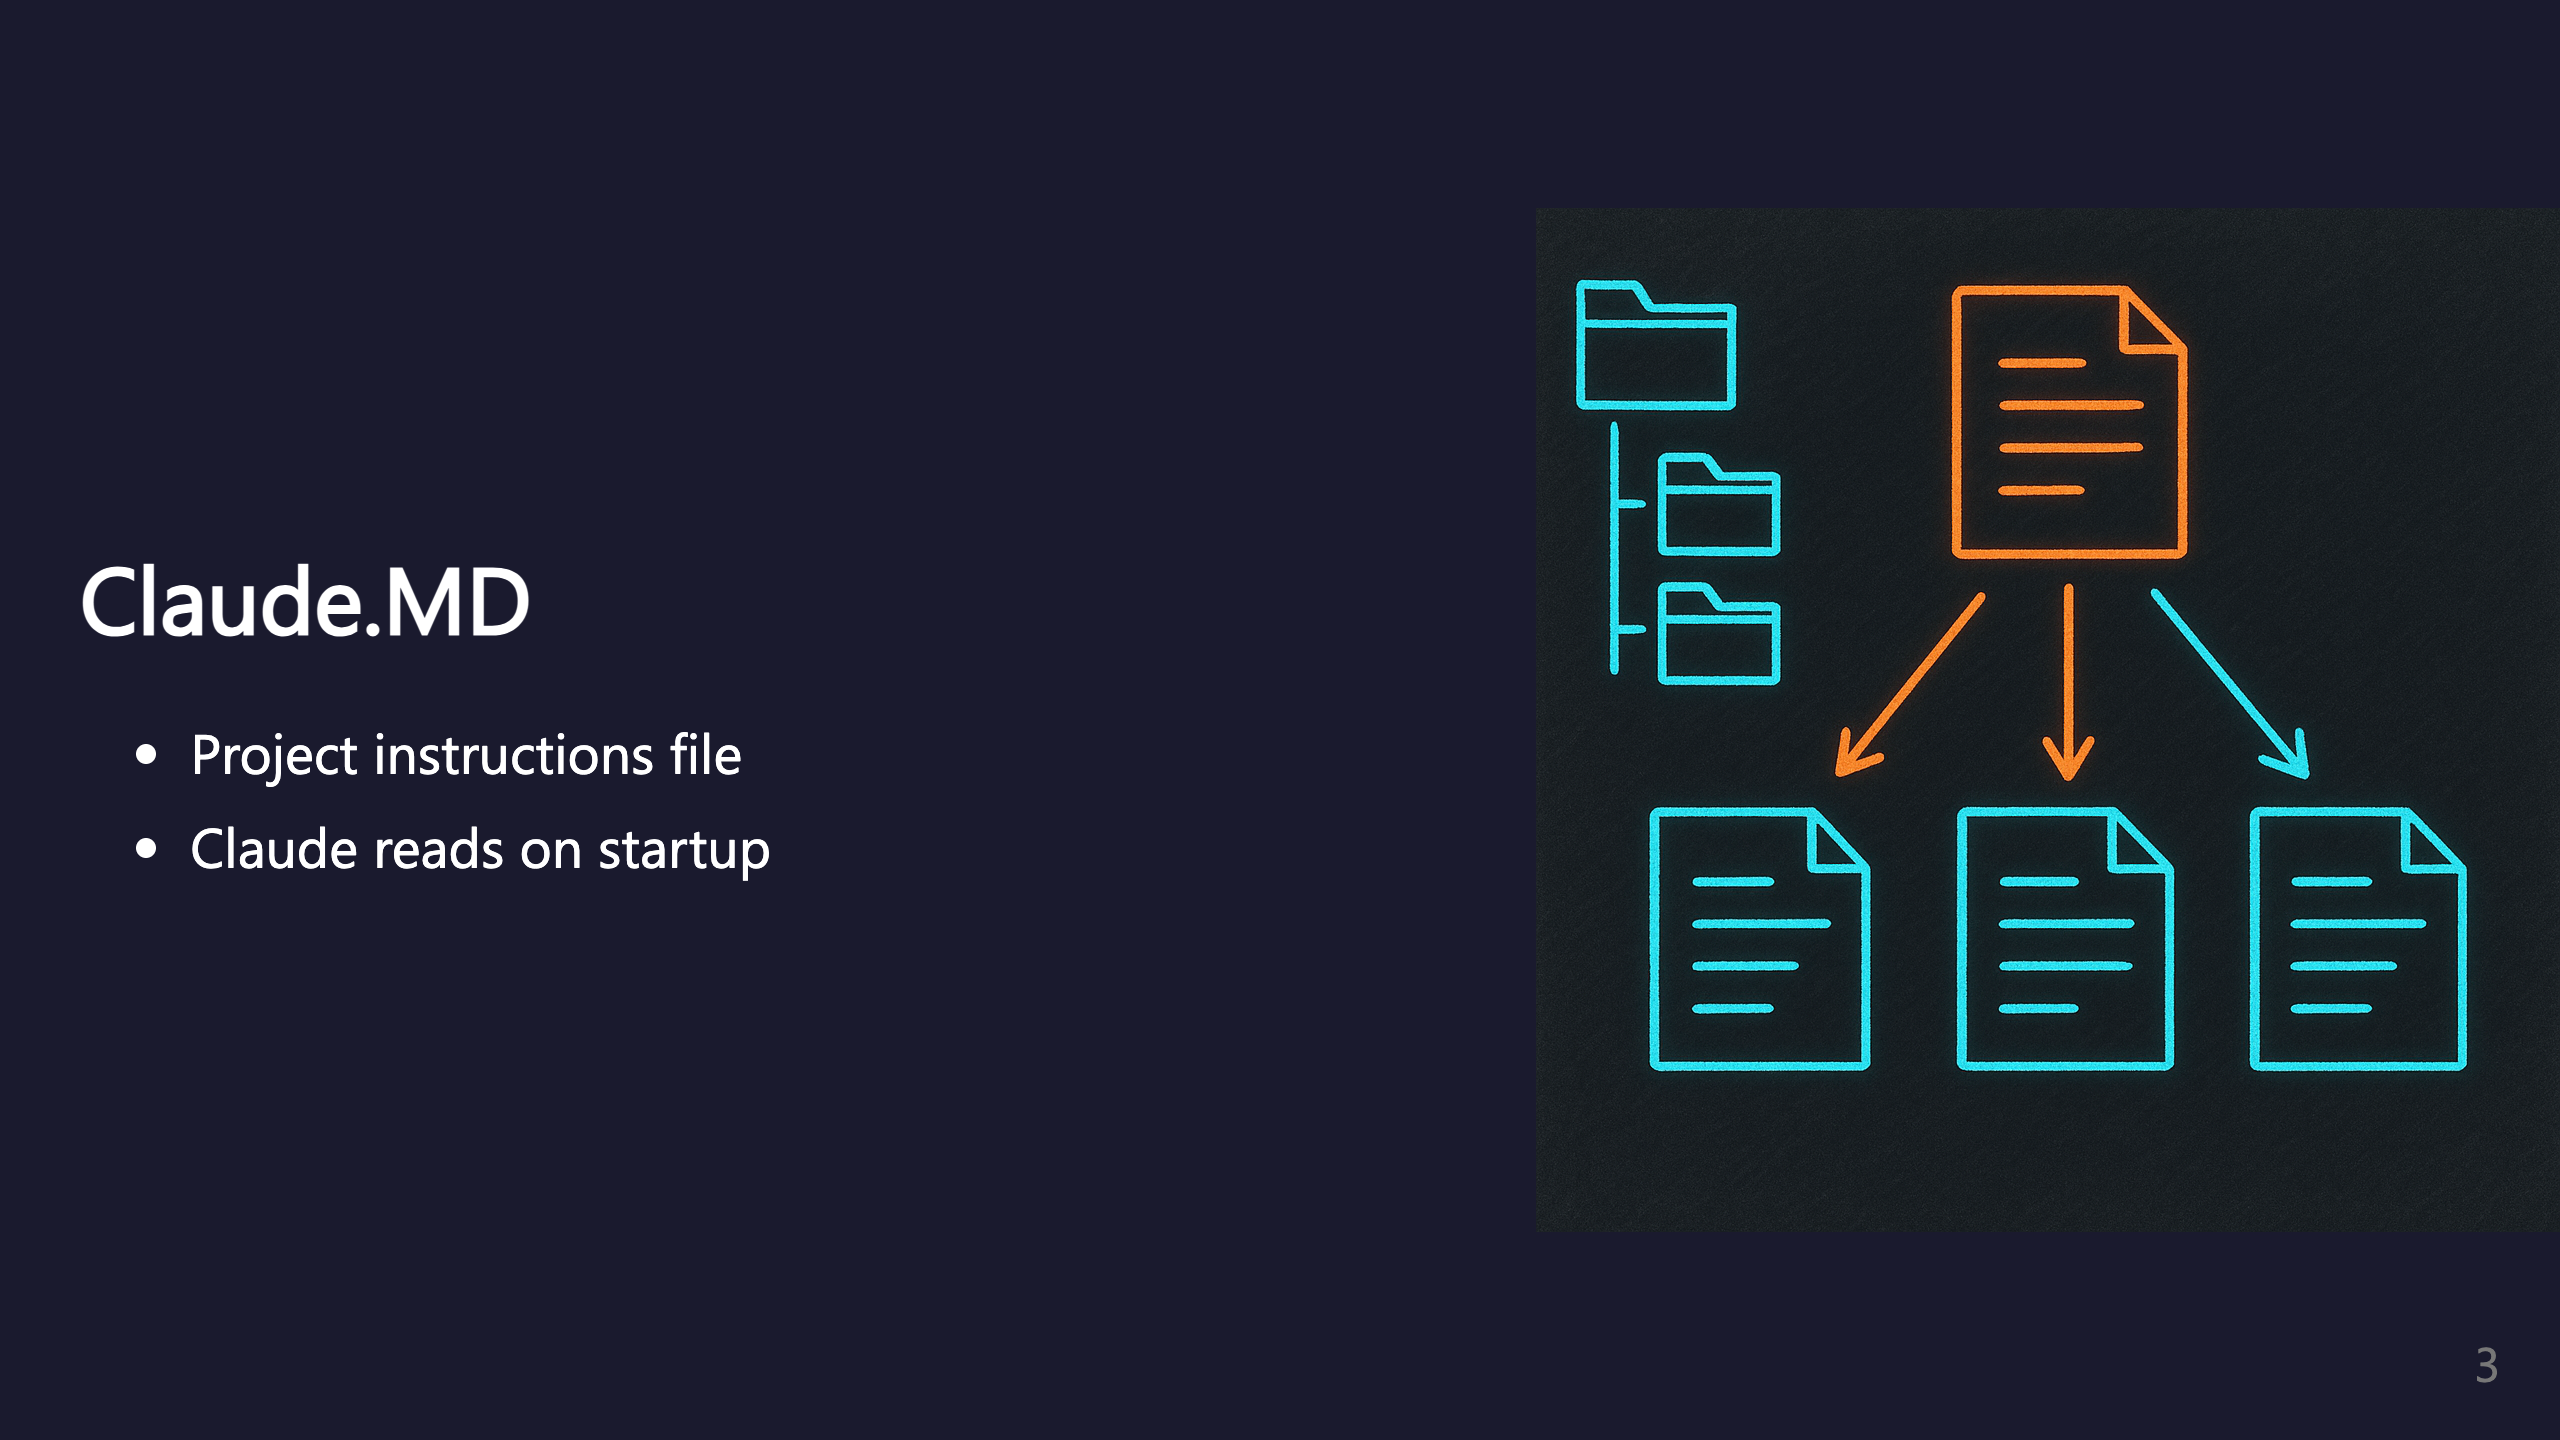 Claude.MD
• Project instructions file
• Claude reads on startup
3